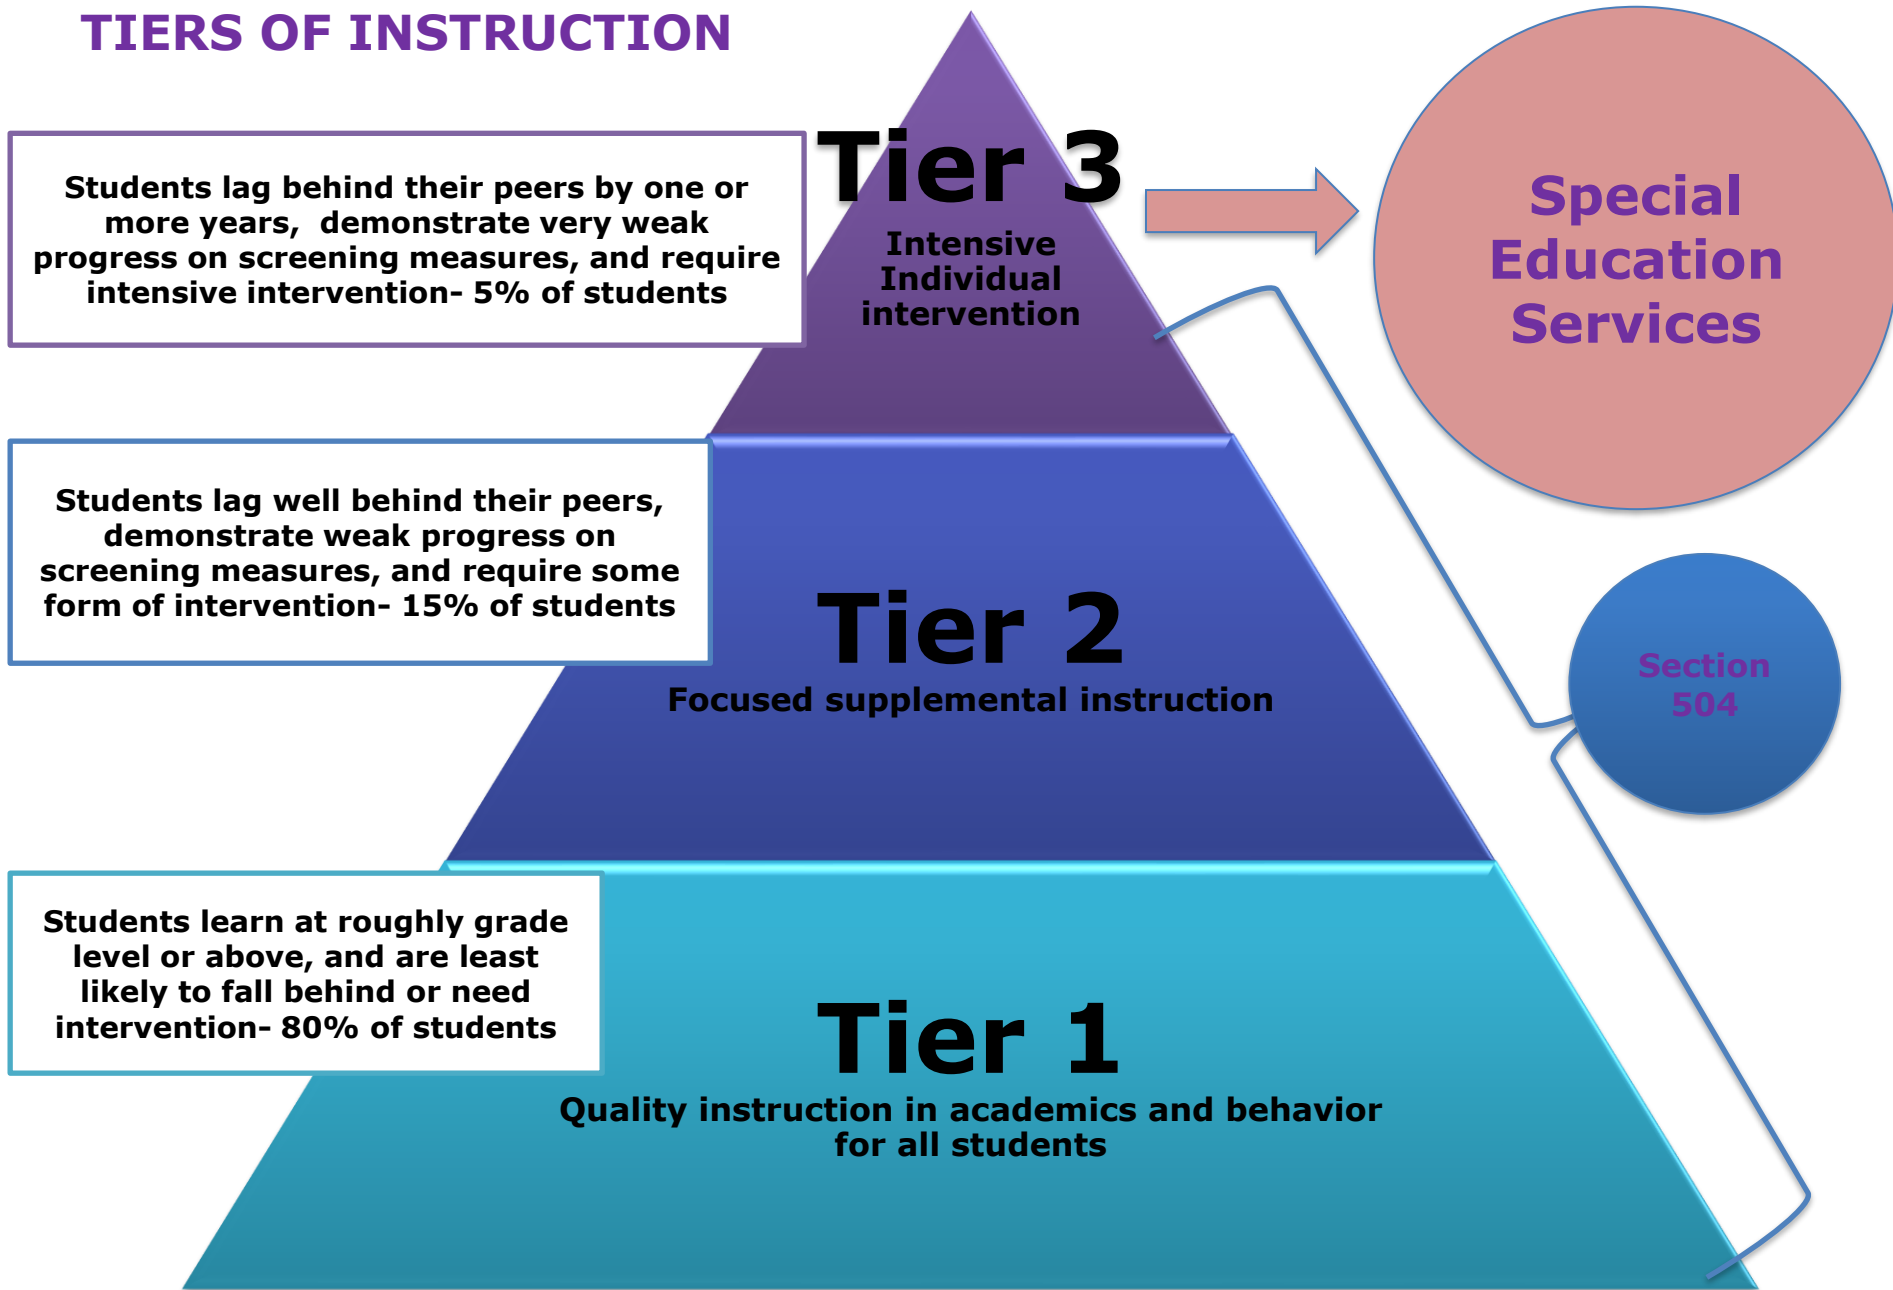 TIERS OF INSTRUCTION
Students lag behind their peers by one or
more years,  demonstrate very weak
progress on screening measures, and require
intensive intervention- 5% of students
Tier 3
Intensive
Individual
intervention
Special
Education
Services
Students lag well behind their peers,
demonstrate weak progress on
screening measures, and require some
form of intervention- 15% of students
Tier 2
Focused supplemental instruction
Section
504
Students learn at roughly grade
level or above, and are least
likely to fall behind or need
intervention- 80% of students
Tier 1
Quality instruction in academics and behavior
for all students